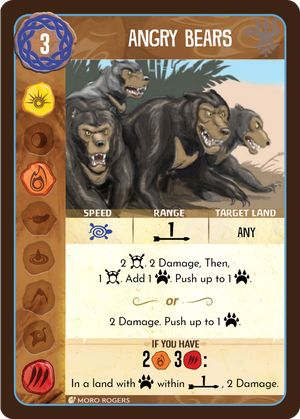 3
ANGRY BEARS
SPEED RANGE TARGET LAND
1 ANY
2 . 2 Damage, Then,
1 . Add 1 . Push up to 1 .
or
2 Damage. Push up to 1 .
IF YOU HAVE
2 3 :
In a land with within 1 , 2 Damage.
MORO ROGERS